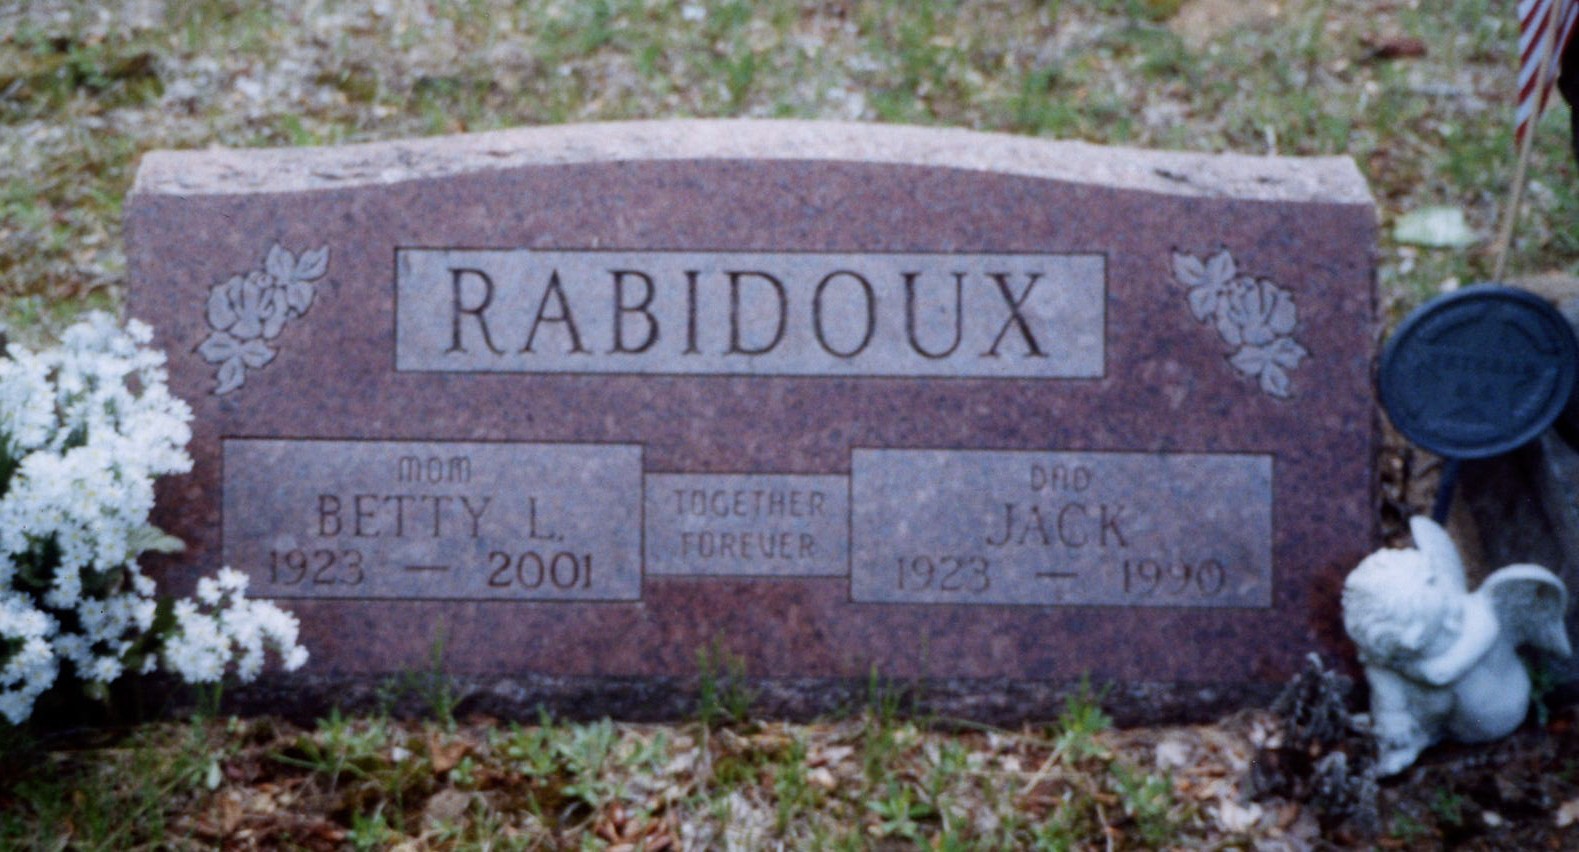 RABIDOUX
MOM
BETTY L.
1923 — 2001
TOGETHER
FOREVER
DAD
JACK
1923 — 1990